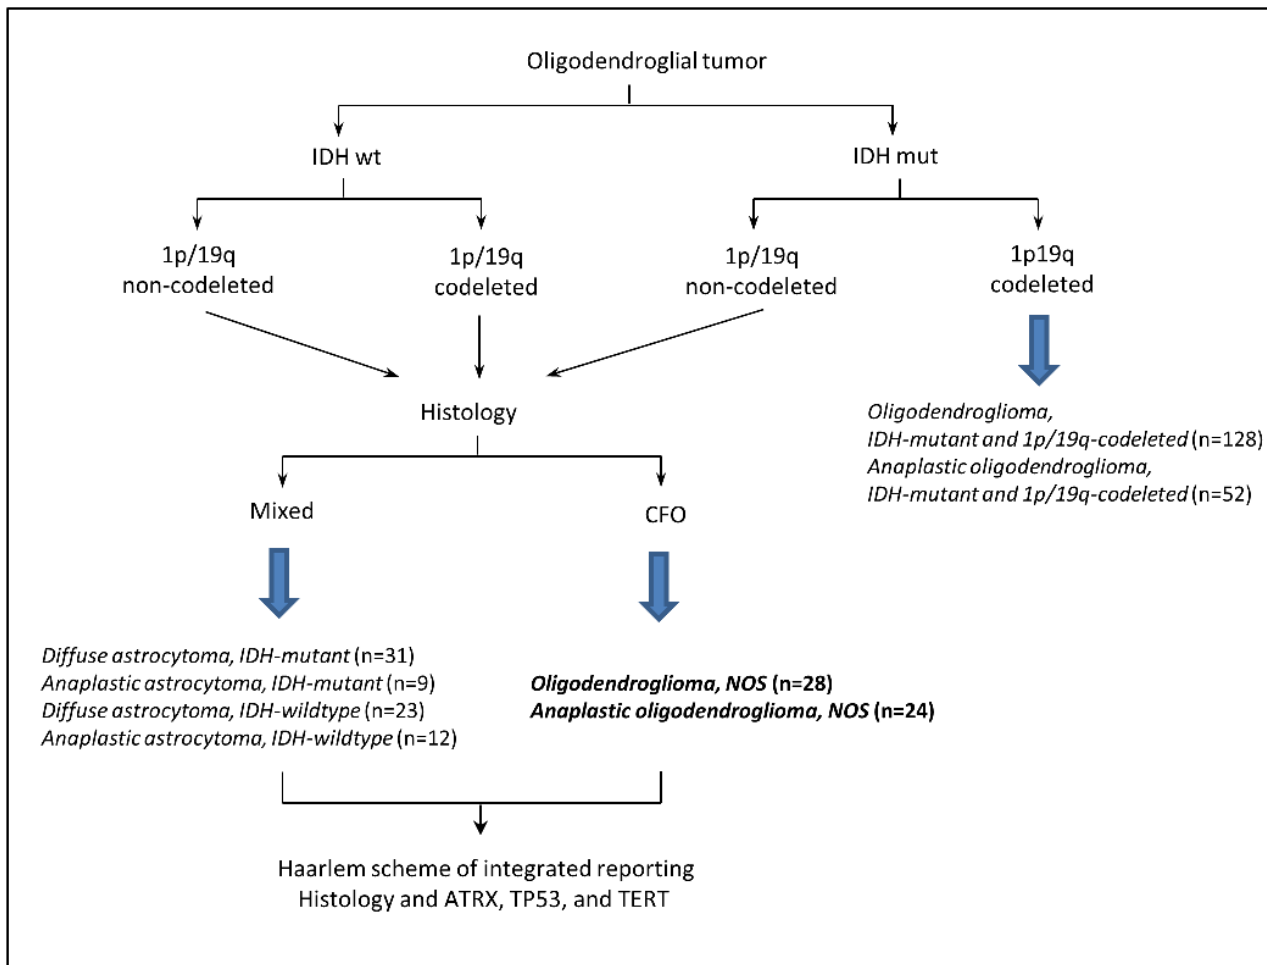 Oligodendroglial tumor
IDH wt
IDH mut
1p/19q
non-codeleted
1p/19q
codeleted
1p/19q
non-codeleted
1p19q
codeleted
Histology
Oligodendroglioma,
IDH-mutant and 1p/19q-codeleted (n=128)
Anaplastic oligodendroglioma,
IDH-mutant and 1p/19q-codeleted (n=52)
Mixed
CFO
Diffuse astrocytoma, IDH-mutant (n=31)
Anaplastic astrocytoma, IDH-mutant (n=9)
Diffuse astrocytoma, IDH-wildtype (n=23)
Anaplastic astrocytoma, IDH-wildtype (n=12)
Oligodendroglioma, NOS (n=28)
Anaplastic oligodendroglioma, NOS (n=24)
Haarlem scheme of integrated reporting
Histology and ATRX, TP53, and TERT